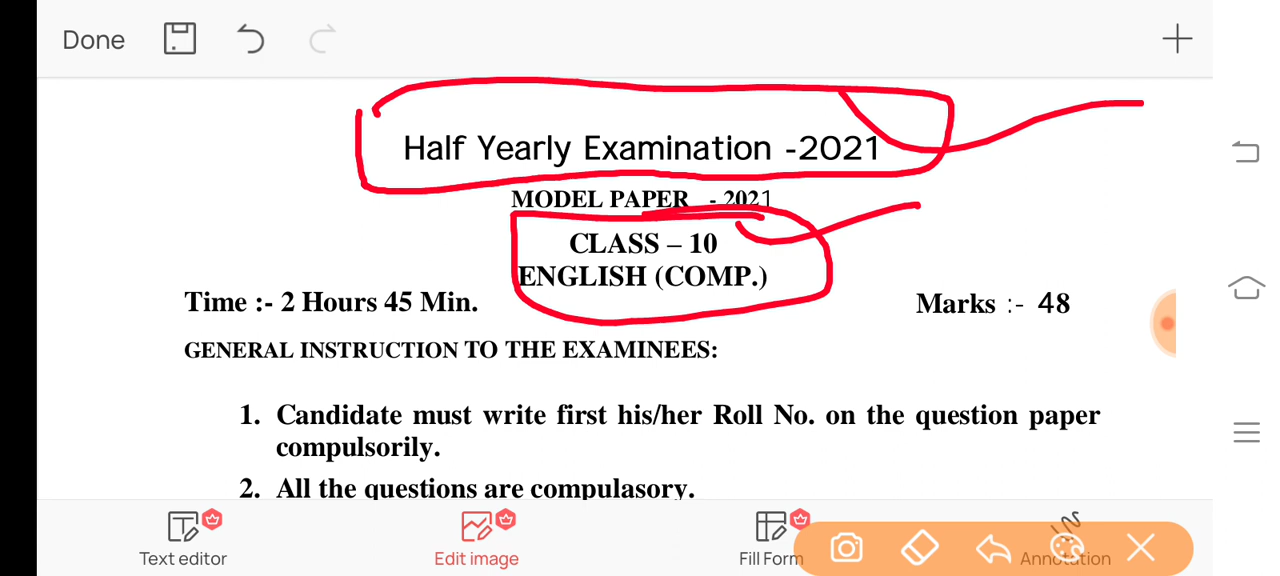 Done
Half Yearly Examination -2021
MODEL PAPER - 2021
CLASS – 10
ENGLISH (COMP.)
Time :- 2 Hours 45 Min. Marks :- 48
GENERAL INSTRUCTION TO THE EXAMINEES:
1. Candidate must write first his/her Roll No. on the question paper
compulsorily.
2. All the questions are compulasory.
Text editor Edit image Fill Form Annotation